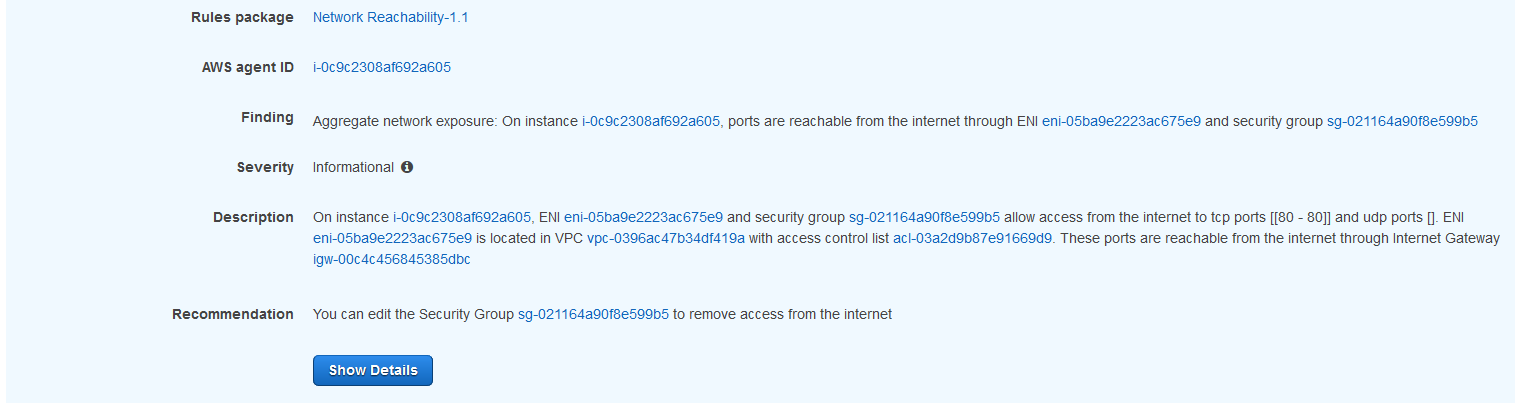 Rules package Network Reachability-1.1
AWS agent ID i-0c9c2308af692a605
Finding Aggregate network exposure: On instance i-0c9c2308af692a605, ports are reachable from the internet through ENI eni-05ba9e2223ac675e9 and security group sg-021164a90f8e599b5
Severity Informational
Description On instance i-0c9c2308af692a605, ENI eni-05ba9e2223ac675e9 and security group sg-021164a90f8e599b5 allow access from the internet to tcp ports [[80 - 80]] and udp ports []. ENI
eni-05ba9e2223ac675e9 is located in VPC vpc-0396ac47b34df419a with access control list acl-03a2d9b87e91669d9. These ports are reachable from the internet through Internet Gateway
igw-00c4c456845385dbc
Recommendation You can edit the Security Group sg-021164a90f8e599b5 to remove access from the internet
Show Details